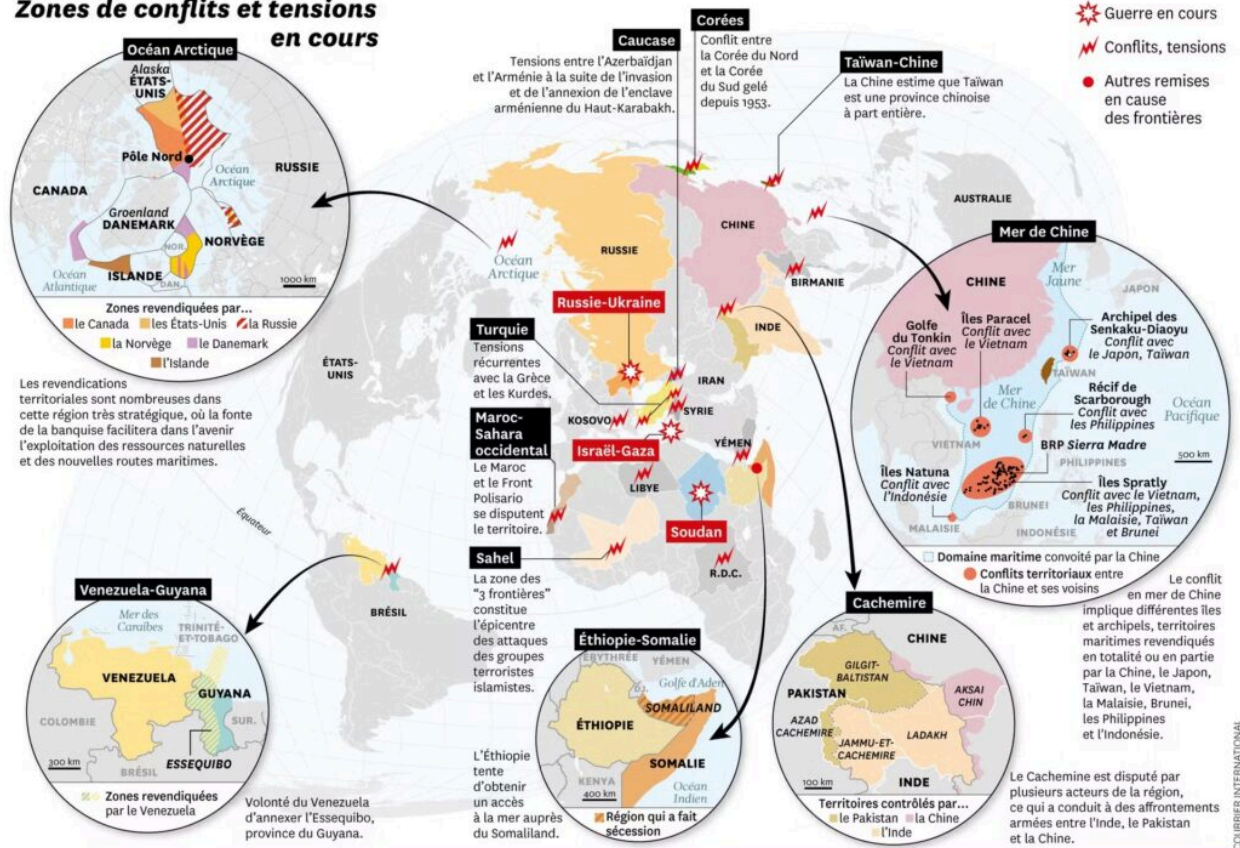 Zones de conflits et tensions
en cours
Guerre en cours
Conflits, tensions
Autres remises
en cause
des frontières
Océan Arctique
Alaska
ÉTATS-
UNIS
Pôle Nord
Océan
Arctique
RUSSIE
CANADA
Groenland
DANEMARK
NOR.
NORVÈGE
Océan
Atlantique
ISLANDE
DAN.
1000 km
Zones revendiquées par...
le Canada
les États-Unis
la Russie
la Norvège
le Danemark
l'Islande
Les revendications
territoriales sont nombreuses dans
cette région très stratégique, où la fonte
de la banquise facilitera dans l'avenir
l'exploitation des ressources naturelles
et des nouvelles routes maritimes.
Caucase
Tensions entre l'Azerbaïdjan
et l'Arménie à la suite de l'invasion
et de l'annexion de l'enclave
arménienne du Haut-Karabakh.
Corées
Conflit entre
la Corée du Nord
et la Corée
du Sud gelé
depuis 1953.
Taïwan-Chine
La Chine estime que Taïwan
est une province chinoise
à part entière.
Océan
Arctique
RUSSIE
CHINE
AUSTRALIE
BIRMANIE
INDE
Russie-Ukraine
Turquie
Tensions
récurrentes
avec la Grèce
et les Kurdes.
ÉTATS-
UNIS
IRAN
KOSOVO
SYRIE
Israël-Gaza
YÉMEN
LIBYE
Maroc-
Sahara
occidental
Le Maroc
et le Front
Polisario
se disputent
le territoire.
Soudan
R.D.C.
Sahel
La zone des
"3 frontières"
constitue
l'épicentre
des attaques
des groupes
terroristes
islamistes.
Équateur
BRÉSIL
Mer de Chine
CHINE
Mer
Jaune
JAPON
Golfe
du Tonkin
Conflit avec
le Vietnam
Îles Paracel
Conflit avec
le Vietnam
Archipel des
Senkaku-Diaoyu
Conflit avec
le Japon, Taïwan
TAÏWAN
Mer
de Chine
Récif de
Scarborough
Conflit avec
les Philippines
Océan
Pacifique
VIETNAM
BRP Sierra Madre
PHILIPPINES
500 km
Îles Natuna
Conflit avec
l'Indonésie
Îles Spratly
Conflit avec le Vietnam,
les Philippines,
la Malaisie, Taïwan
et Brunei
BRUNEI
MALAISIE
INDONÉSIE
Domaine maritime convoité par la Chine
Conflits territoriaux entre
la Chine et ses voisins
Le conflit
en mer de Chine
implique différentes îles
et archipels, territoires
maritimes revendiqués
en totalité ou en partie
par la Chine, le Japon,
Taïwan, le Vietnam,
la Malaisie, Brunei,
les Philippines
et l'Indonésie.
Venezuela-Guyana
Mer des
Caraïbes
TRINITÉ-
ET-TOBAGO
VENEZUELA
GUYANA
COLOMBIE
SUR.
ESSEQUIBO
300 km
BRÉSIL
Zones revendiquées
par le Venezuela
Volonté du Venezuela
d'annexer l'Essequibo,
province du Guyana.
Éthiopie-Somalie
ÉRYTHRÉE
YÉMEN
DJ.
Golfe d'Aden
SOMALILAND
ÉTHIOPIE
SOMALIE
KENYA
400 km
Océan
Indien
Région qui a fait
sécession
L'Éthiopie
tente
d'obtenir
un accès
à la mer auprès
du Somaliland.
Cachemire
AF.
CHINE
GILGIT-
BALTISTAN
PAKISTAN
AKSAI
CHIN
AZAD
CACHEMIRE
JAMMU-ET-
CACHEMIRE
LADAKH
100 km
INDE
Territoires contrôlés par...
le Pakistan
la Chine
l'Inde
Le Cachemine est disputé par
plusieurs acteurs de la région,
ce qui a conduit à des affrontements
armées entre l'Inde, le Pakistan
et la Chine.
COURRIER INTERNATIONAL